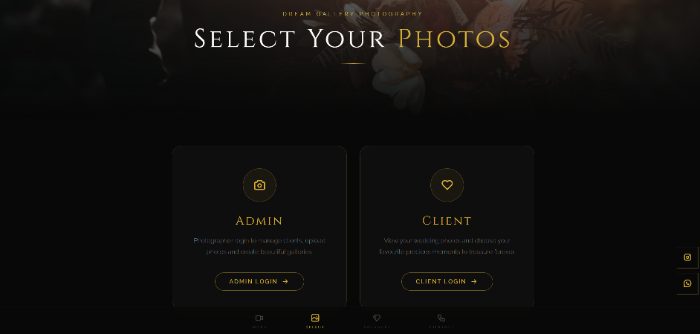 DREAM GALLERY PHOTOGRAPHY
SELECT YOUR PHOTOS
ADMIN
Photographer login to manage clients, upload
photos and create beautiful galleries.
ADMIN LOGIN →
CLIENT
View your wedding photos and choose your
favourite precious moments to treasure forever.
CLIENT LOGIN →
SELECT